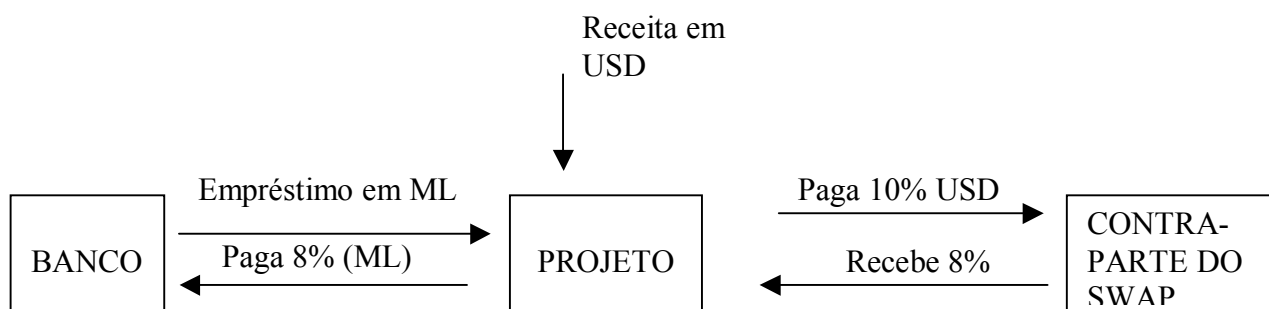 Receita em
USD
Empréstimo em ML
Paga 8% (ML)
BANCO
PROJETO
Paga 10% USD
Recebe 8%
CONTRA-
PARTE DO
SWAP